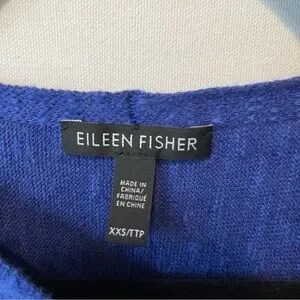 EILEEN FISHER
MADE IN
CHINA/
FABRIQUÉ
EN CHINE
XXS/TTP